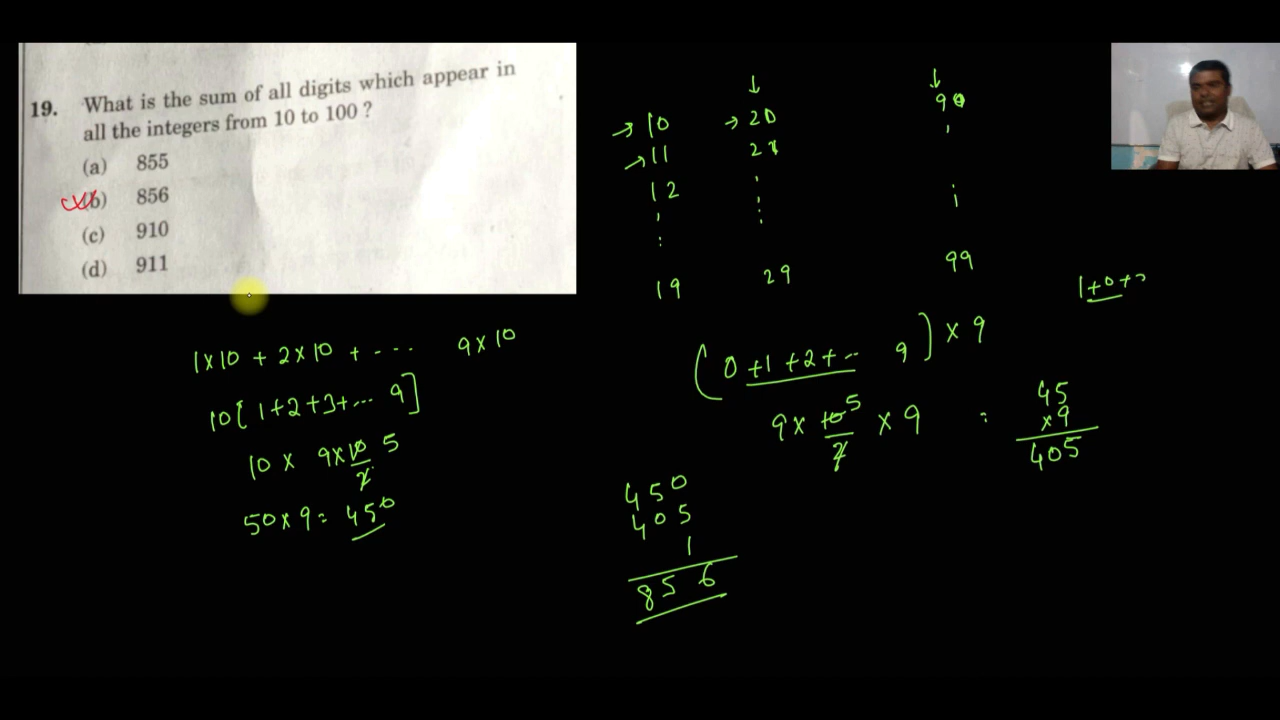 19. What is the sum of all digits which appear in
all the integers from 10 to 100 ?
(a) 855
(b) 856
(c) 910
(d) 911
→ 10 → 20 90
→ 11 21
12
19 29 99
1+0+0
1×10 + 2×10 + - - - 9×10
10[ 1+2+3+... 9]
10 × 9×10/2 5
50×9 = 450
(0+1+2+... 9) × 9
9× 10/2 5 × 9 = 45
×9
405
450
405
1
856